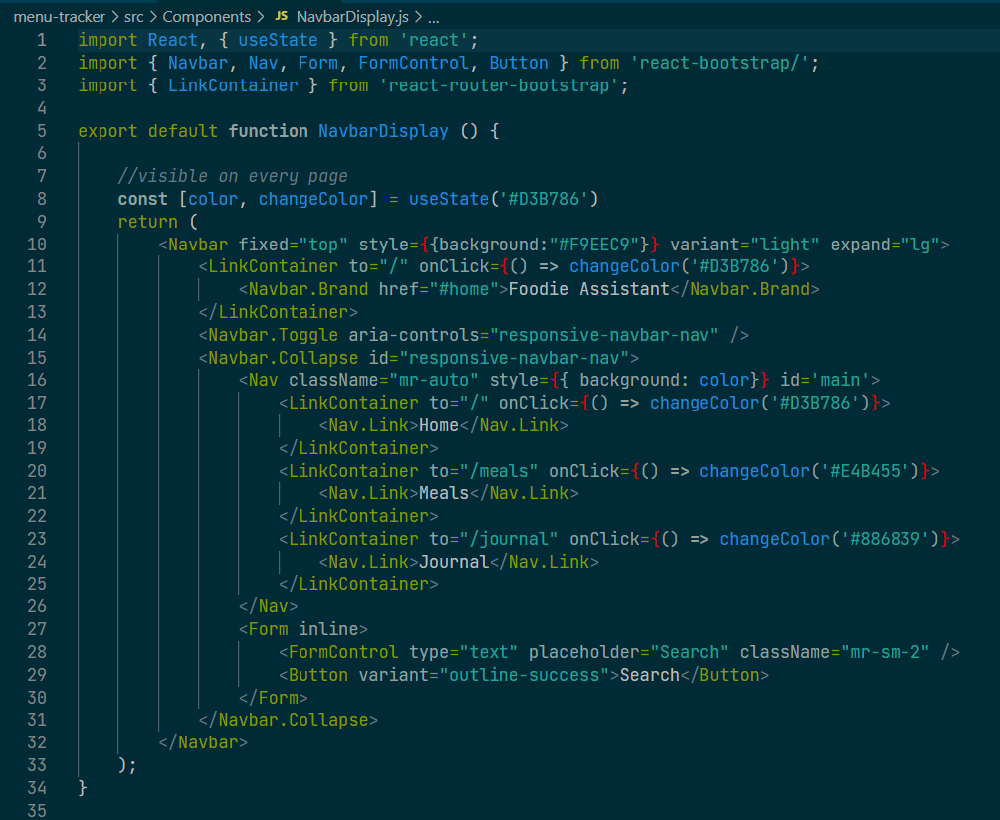 menu-tracker > src > Components > JS NavbarDisplay.js > ...
1 import React, { useState } from 'react';
2 import { Navbar, Nav, Form, FormControl, Button } from 'react-bootstrap/';
3 import { LinkContainer } from 'react-router-bootstrap';
4
5 export default function NavbarDisplay () {
6
7     //visible on every page
8     const [color, changeColor] = useState('#D3B786')
9     return (
10         <Navbar fixed="top" style={{background:"#F9EEC9"}} variant="light" expand="lg">
11             <LinkContainer to="/" onClick={() => changeColor('#D3B786')}>
12                 <Navbar.Brand href="#home">Foodie Assistant</Navbar.Brand>
13             </LinkContainer>
14             <Navbar.Toggle aria-controls="responsive-navbar-nav" />
15             <Navbar.Collapse id="responsive-navbar-nav">
16                 <Nav className="mr-auto" style={{ background: color}} id='main'>
17                     <LinkContainer to="/" onClick={() => changeColor('#D3B786')}>
18                         <Nav.Link>Home</Nav.Link>
19                     </LinkContainer>
20                     <LinkContainer to="/meals" onClick={() => changeColor('#E4B455')}>
21                         <Nav.Link>Meals</Nav.Link>
22                     </LinkContainer>
23                     <LinkContainer to="/journal" onClick={() => changeColor('#886839')}>
24                         <Nav.Link>Journal</Nav.Link>
25                     </LinkContainer>
26                 </Nav>
27                 <Form inline>
28                     <FormControl type="text" placeholder="Search" className="mr-sm-2" />
29                     <Button variant="outline-success">Search</Button>
30                 </Form>
31             </Navbar.Collapse>
32         </Navbar>
33     );
34 }
35